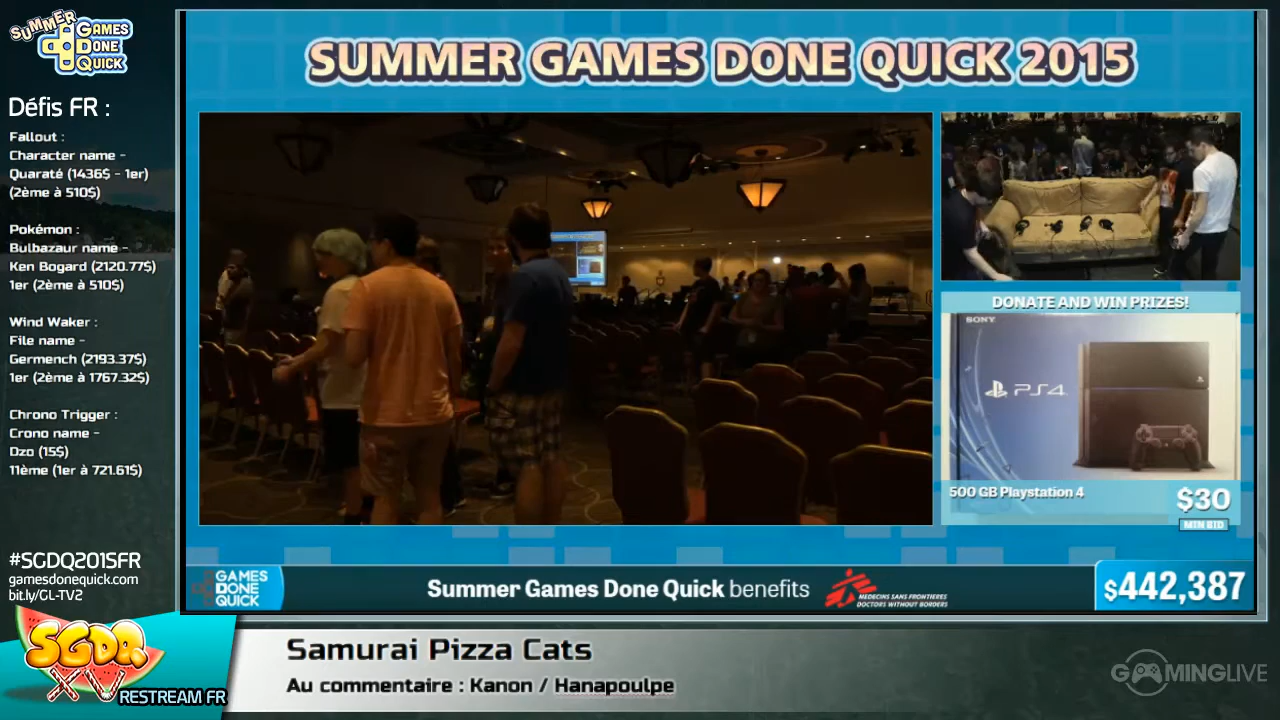 SUMMER
GAMES
DONE
QUICK
Défis FR :
Fallout :
Character name -
Quaraté (1436$ - 1er)
(2ème à 510$)
Pokémon :
Bulbazaur name -
Ken Bogard (2120.77$)
1er (2ème à 510$)
Wind Waker :
File name -
Germench (2193.37$)
1er (2ème à 1767.32$)
Chrono Trigger :
Crono name -
Dzo (15$)
11ème (1er à 721.61$)
#SGDQ2015FR
gamesdonequick.com
bit.ly/GL-TV2
SGDQ
XV
RESTREAM FR
SUMMER GAMES DONE QUICK 2015
DONATE AND WIN PRIZES!
SONY
PS4
500 GB Playstation 4
$30
MIN BID
GAMES
DONE
QUICK
Summer Games Done Quick benefits
MEDECINS SANS FRONTIERES
DOCTORS WITHOUT BORDERS
$442,387
Samurai Pizza Cats
Au commentaire : Kanon / Hanapoulpe
GAMINGLIVE